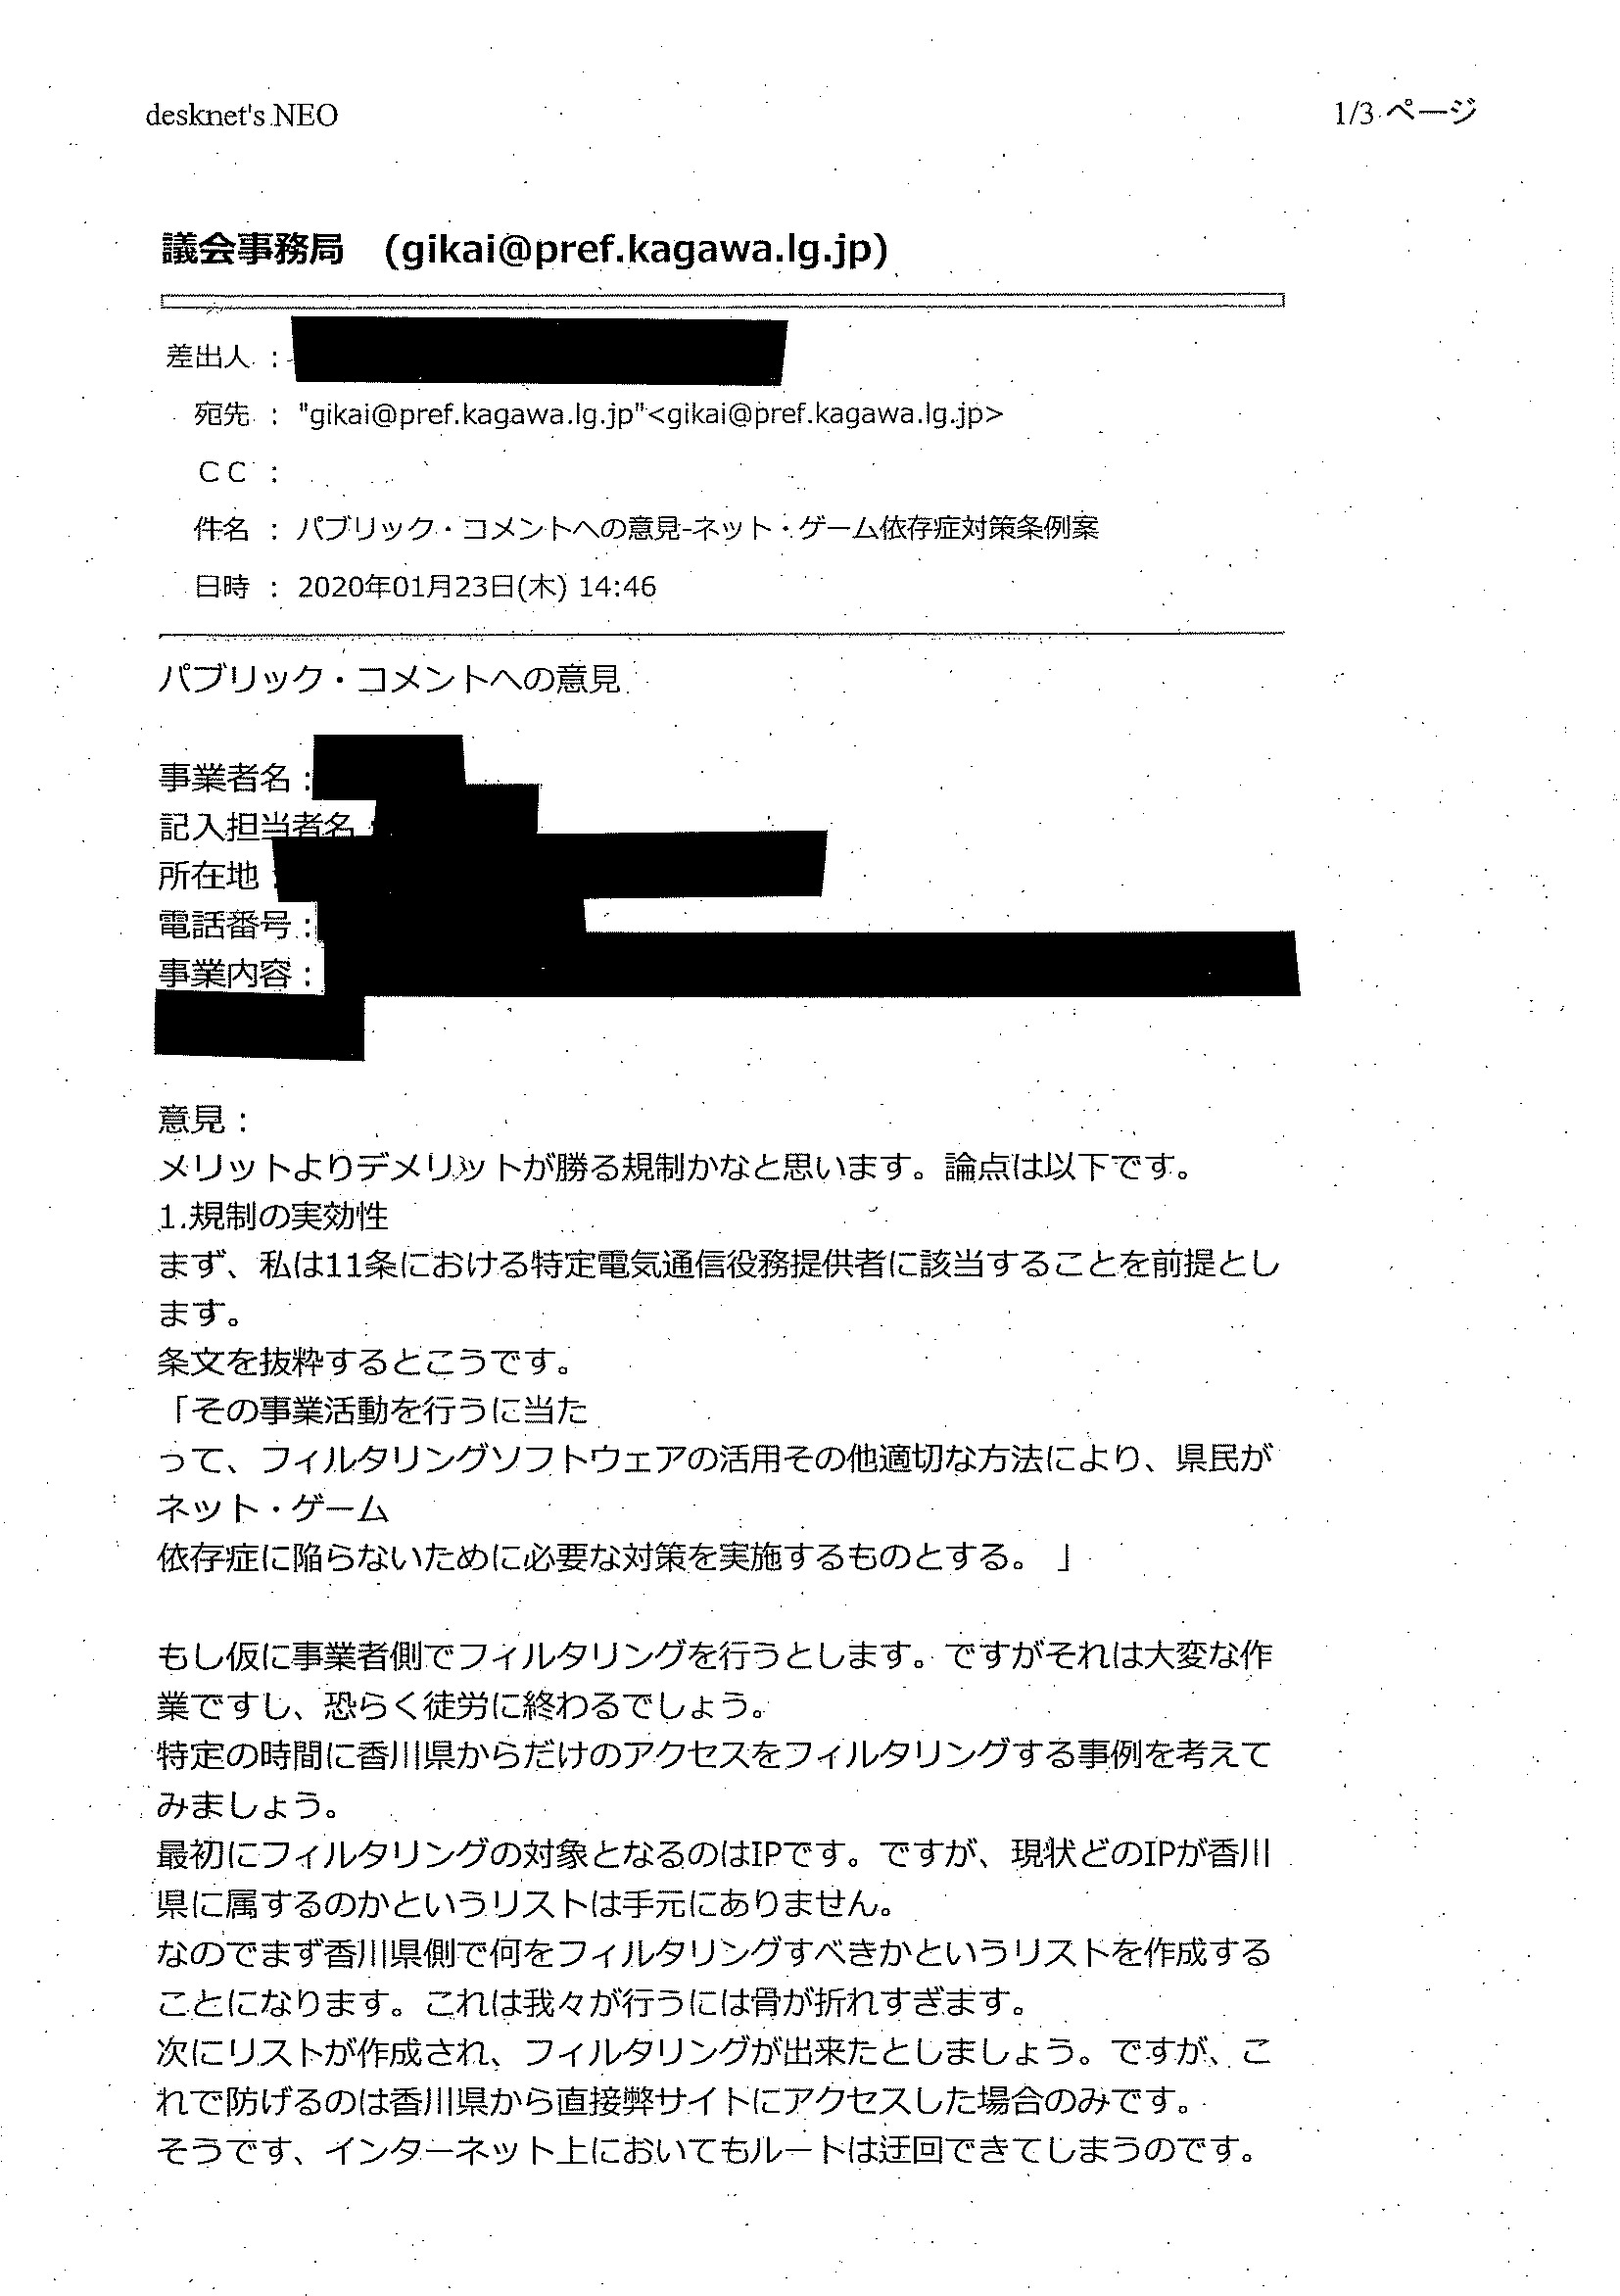 desknet's NEO
1/3 ページ
議会事務局　(gikai@pref.kagawa.lg.jp)
差出人 :
宛先 : "gikai@pref.kagawa.lg.jp"<gikai@pref.kagawa.lg.jp>
ＣＣ :
件名 : パブリック・コメントへの意見-ネット・ゲーム依存症対策条例案
日時 : 2020年01月23日(木) 14:46
パブリック・コメントへの意見
事業者名：
記入担当者名：
所在地：
電話番号：
事業内容：
意見：
メリットよりデメリットが勝る規制かなと思います。論点は以下です。
1.規制の実効性
まず、私は11条における特定電気通信役務提供者に該当することを前提とし
ます。
条文を抜粋するとこうです。
「その事業活動を行うに当た
って、フィルタリングソフトウェアの活用その他適切な方法により、県民が
ネット・ゲーム
依存症に陥らないために必要な対策を実施するものとする。 」
もし仮に事業者側でフィルタリングを行うとします。ですがそれは大変な作
業ですし、恐らく徒労に終わるでしょう。
特定の時間に香川県からだけのアクセスをフィルタリングする事例を考えて
みましょう。
最初にフィルタリングの対象となるのはIPです。ですが、現状どのIPが香川
県に属するのかというリストは手元にありません。
なのでまず香川県側で何をフィルタリングすべきかというリストを作成する
ことになります。これは我々が行うには骨が折れすぎます。
次にリストが作成され、フィルタリングが出来たとしましょう。ですが、こ
れで防げるのは香川県から直接弊サイトにアクセスした場合のみです。
そうです、インターネット上においてもルートは迂回できてしまうのです。